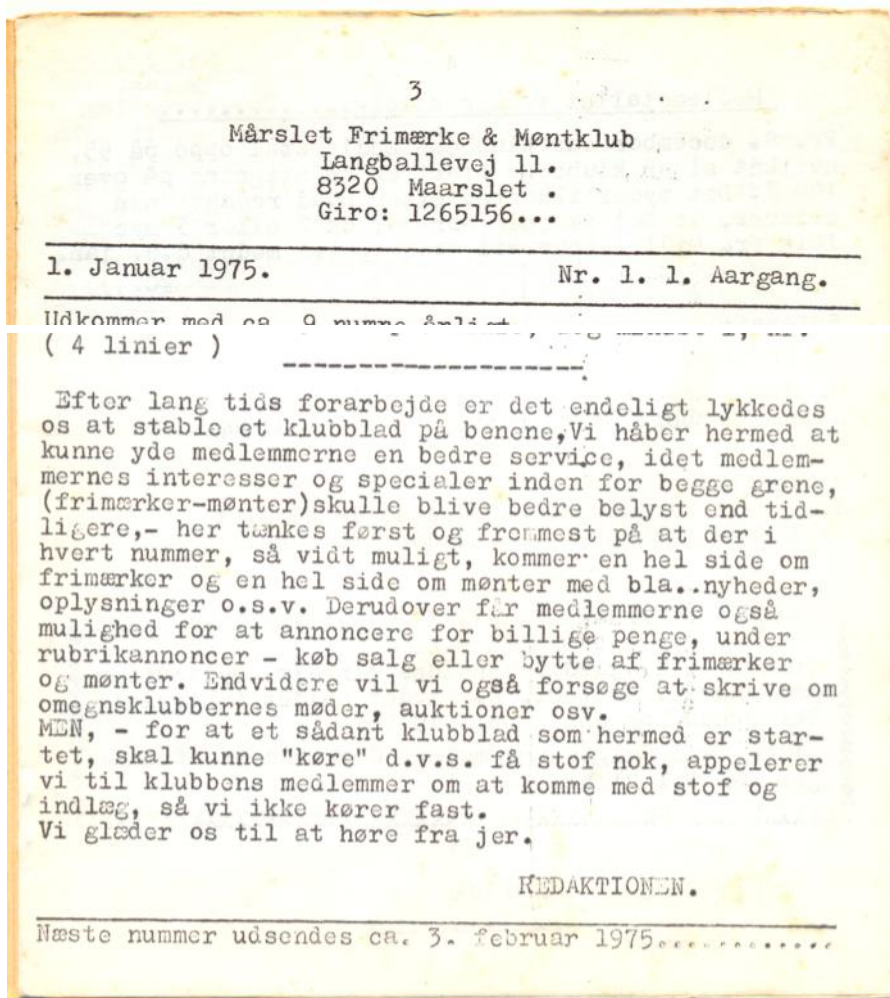 3
Mårslet Frimærke & Møntklub
Langballevej 11.
8320 Maarslet .
Giro: 1265156...
1. Januar 1975. Nr. 1. 1. Aargang.
Udkommer med ca. 9 numre årligt
( 4 linier )
Efter lang tids forarbejde er det endeligt lykkedes
os at stable et klubblad på benene,Vi håber hermed at
kunne yde medlemmerne en bedre service, idet medlem-
mernes interesser og specialer inden for begge grene,
(frimærker-mønter)skulle blive bedre belyst end tid-
ligere,- her tænkes først og fremmest på at der i
hvert nummer, så vidt muligt, kommer en hel side om
frimærker og en hel side om mønter med bla..nyheder,
oplysninger o.s.v. Derudover får medlemmerne også
mulighed for at annoncere for billige penge, under
rubrikannoncer - køb salg eller bytte af frimærker
og mønter. Endvidere vil vi også forsøge at skrive om
omegnsklubbernes møder, auktioner osv.
MEN, - for at et sådant klubblad som hermed er star-
tet, skal kunne "køre" d.v.s. få stof nok, appelerer
vi til klubbens medlemmer om at komme med stof og
indlæg, så vi ikke kører fast.
Vi glæder os til at høre fra jer.
REDAKTIONEN.
Næste nummer udsendes ca. 3. februar 1975............